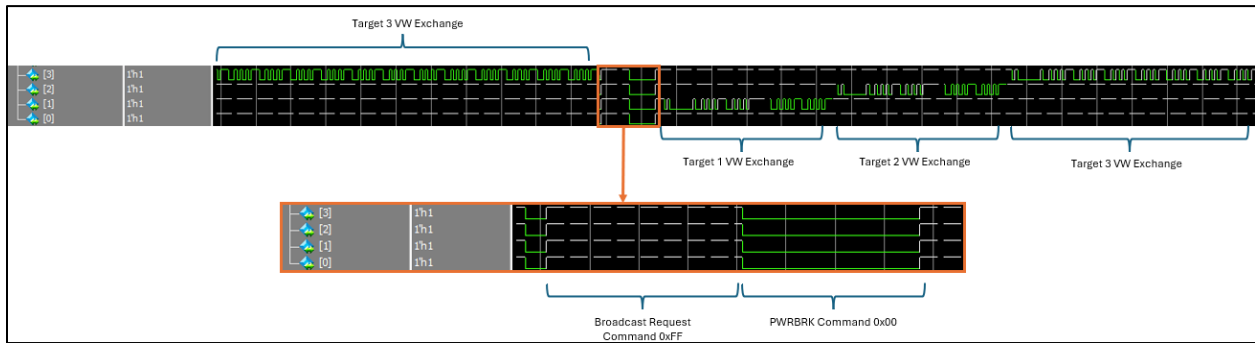 Target 3 VW Exchange
[3] 1'h1
[2] 1'h1
[1] 1'h1
[0] 1'h1
Target 1 VW Exchange
Target 2 VW Exchange
Target 3 VW Exchange
[3] 1'h1
[2] 1'h1
[1] 1'h1
[0] 1'h1
Broadcast Request
Command 0xFF
PWRBRK Command 0x00